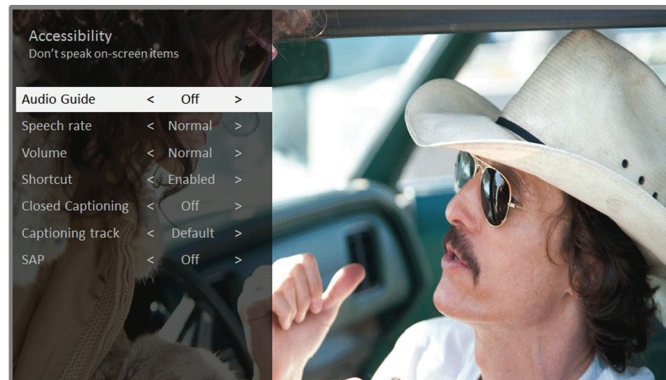 Accessibility
Don't speak on-screen items
Audio Guide < Off >
Speech rate < Normal >
Volume < Normal >
Shortcut < Enabled >
Closed Captioning < Off >
Captioning track < Default >
SAP < Off >